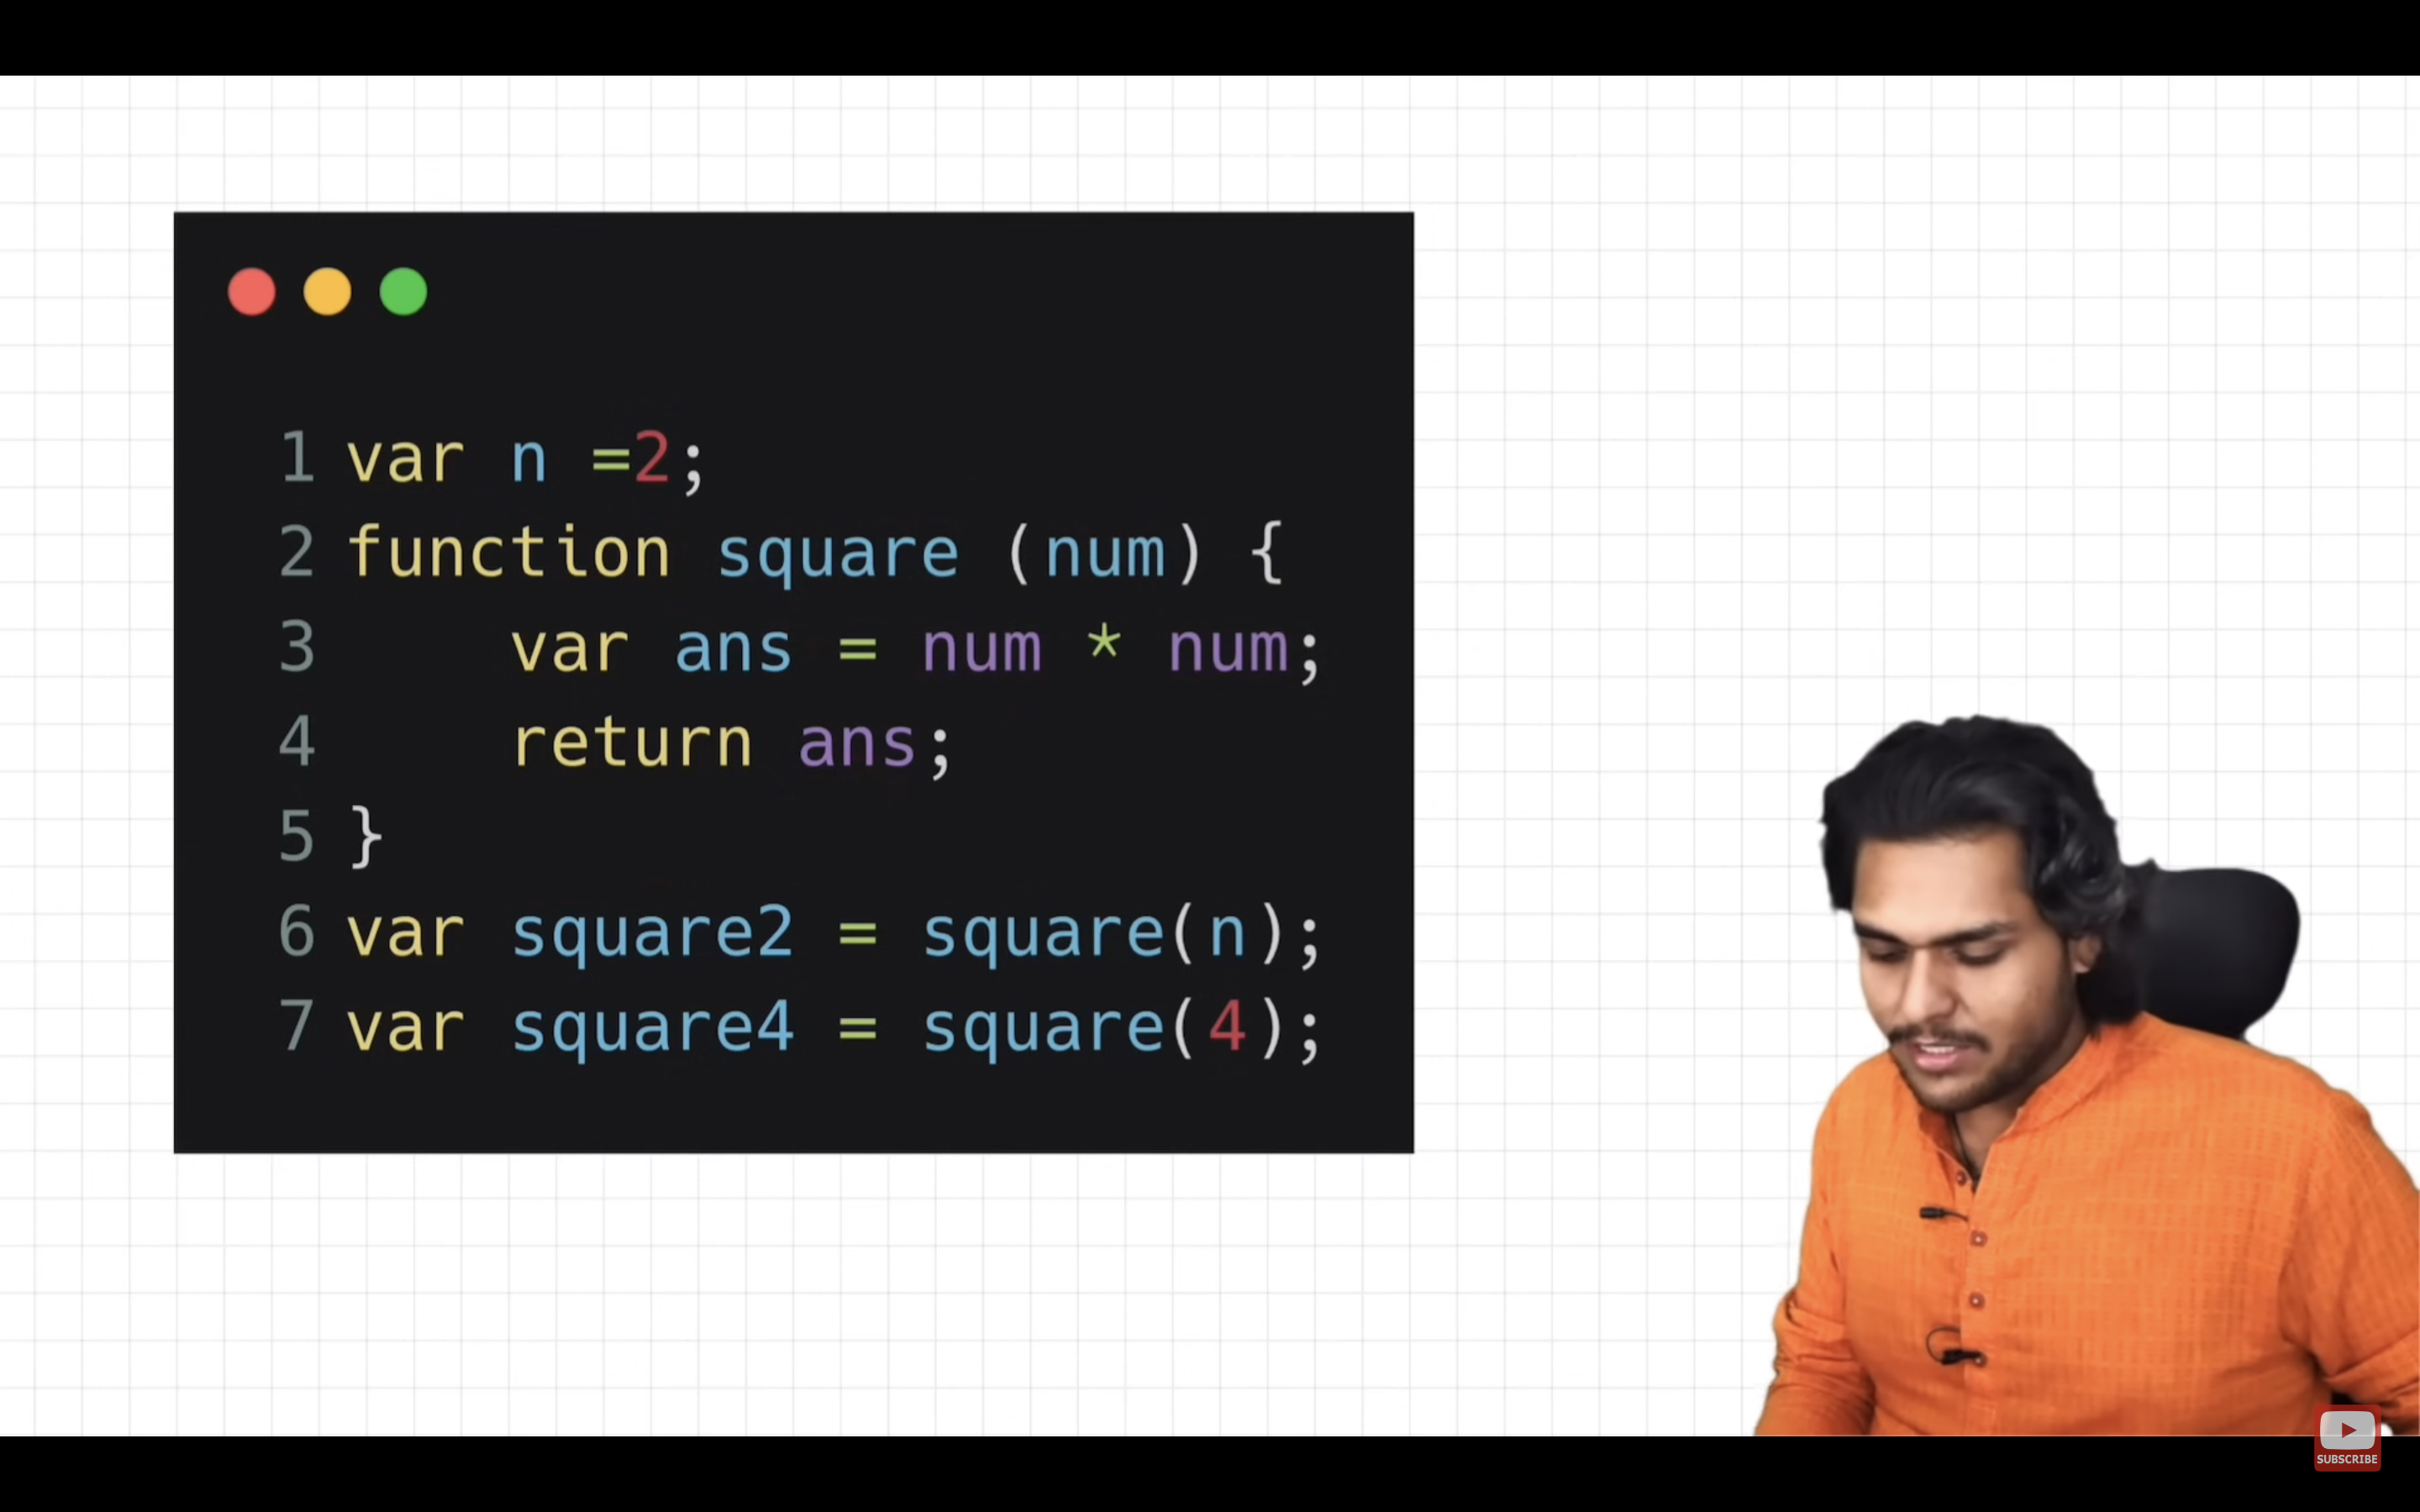 1 var n =2;
2 function square (num) {
3     var ans = num * num;
4     return ans;
5 }
6 var square2 = square(n);
7 var square4 = square(4);
SUBSCRIBE